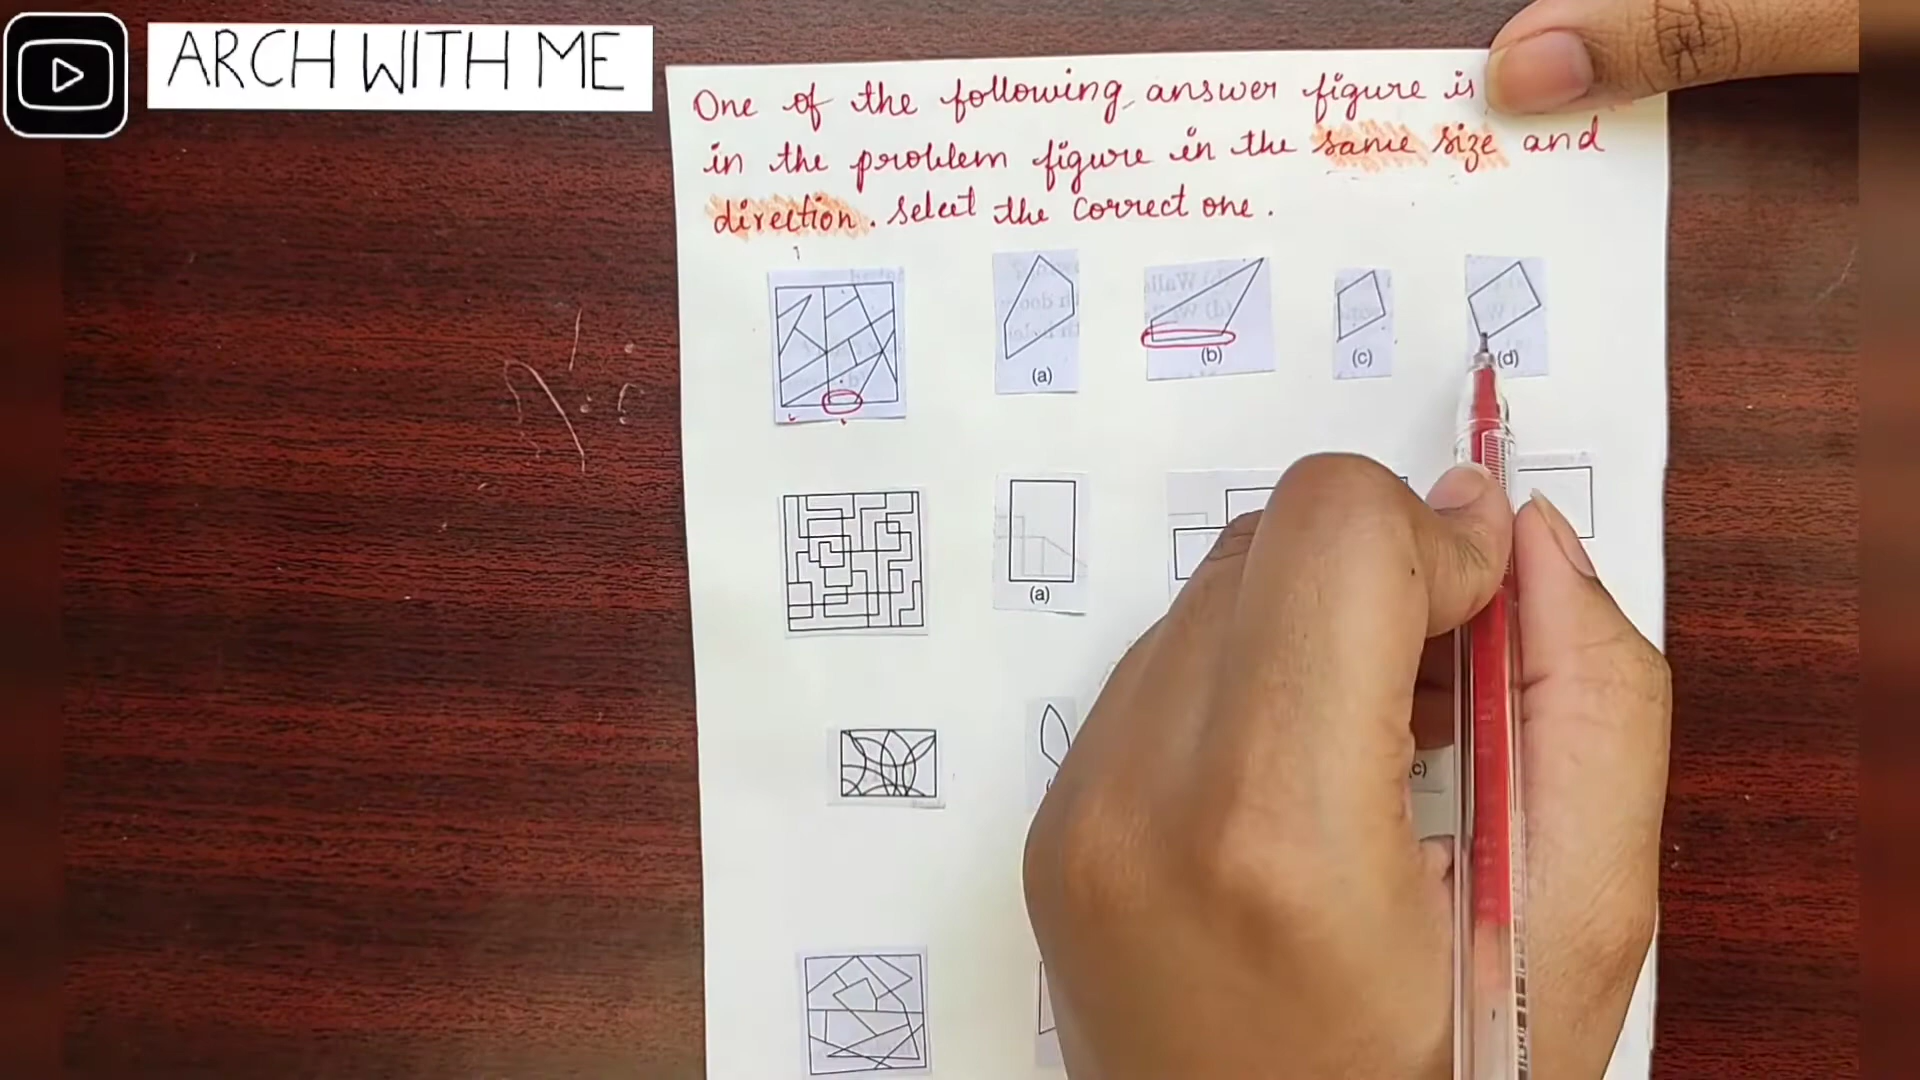 ARCH WITH ME
One of the following answer figure is
in the problem figure in the same size and
direction. Select the correct one.
(a)
(b)
(c)
(d)
(a)
(c)